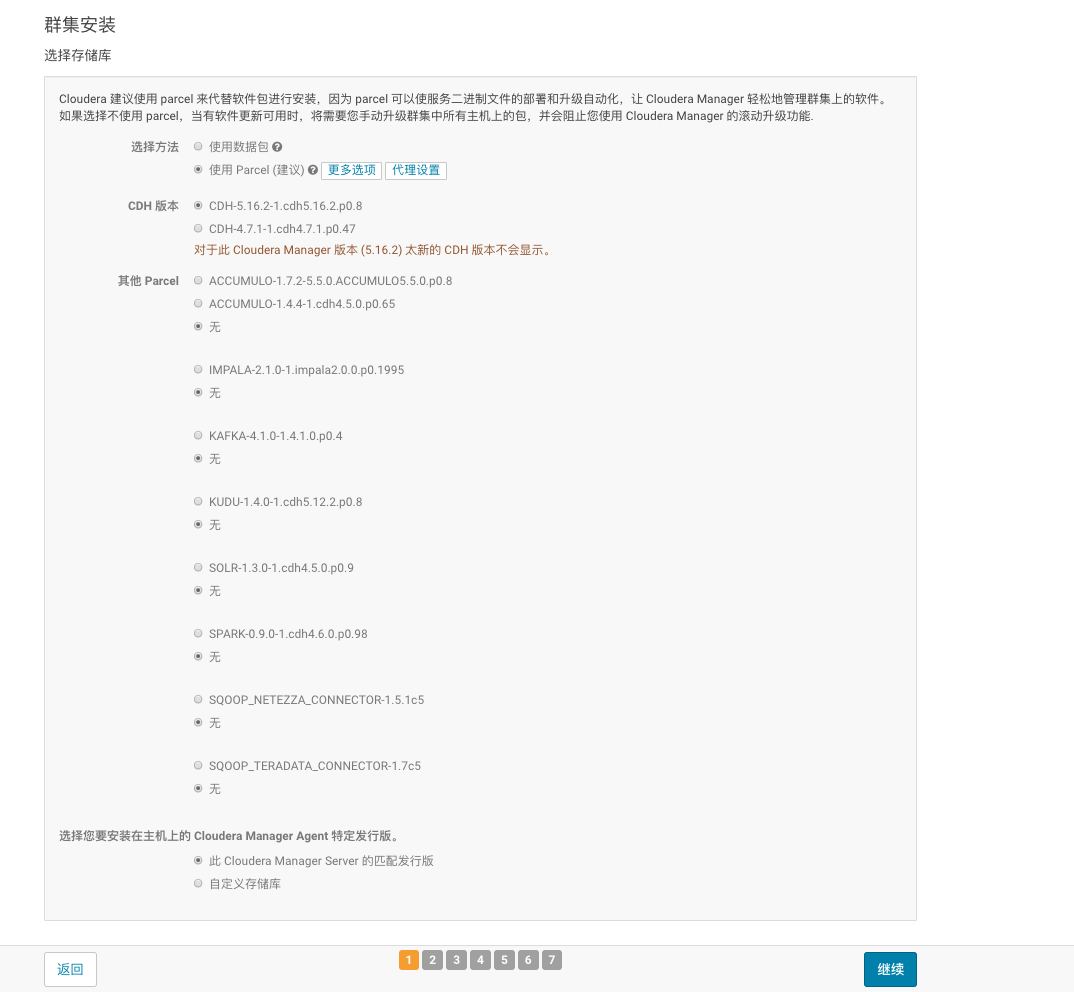 群集安装
选择存储库
Cloudera 建议使用 parcel 来代替软件包进行安装，因为 parcel 可以使服务二进制文件的部署和升级自动化，让 Cloudera Manager 轻松地管理群集上的软件。
如果选择不使用 parcel，当有软件更新可用时，将需要您手动升级群集中所有主机上的包，并会阻止您使用 Cloudera Manager 的滚动升级功能.
选择方法 使用数据包 ?
使用 Parcel (建议) ? 更多选项 代理设置
CDH 版本 CDH-5.16.2-1.cdh5.16.2.p0.8
CDH-4.7.1-1.cdh4.7.1.p0.47
对于此 Cloudera Manager 版本 (5.16.2) 太新的 CDH 版本不会显示。
其他 Parcel ACCUMULO-1.7.2-5.5.0.ACCUMULO5.5.0.p0.8
ACCUMULO-1.4.4-1.cdh4.5.0.p0.65
无
IMPALA-2.1.0-1.impala2.0.0.p0.1995
无
KAFKA-4.1.0-1.4.1.0.p0.4
无
KUDU-1.4.0-1.cdh5.12.2.p0.8
无
SOLR-1.3.0-1.cdh4.5.0.p0.9
无
SPARK-0.9.0-1.cdh4.6.0.p0.98
无
SQOOP_NETEZZA_CONNECTOR-1.5.1c5
无
SQOOP_TERADATA_CONNECTOR-1.7c5
无
选择您要安装在主机上的 Cloudera Manager Agent 特定发行版。
此 Cloudera Manager Server 的匹配发行版
自定义存储库
返回 1 2 3 4 5 6 7 继续